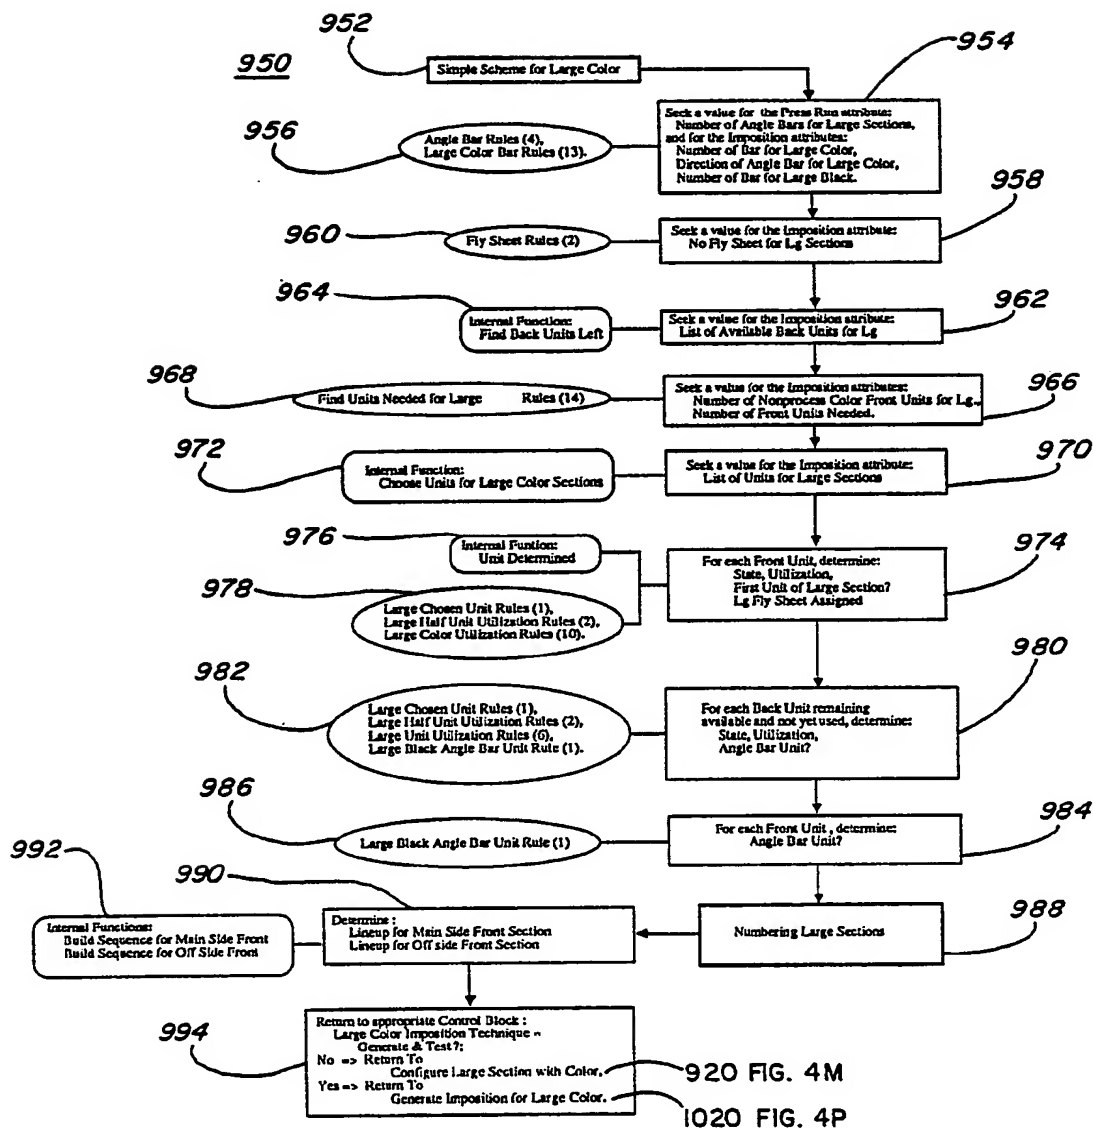 952
950
Simple Scheme for Large Color
954
956
Angle Bar Rules (4),
Large Color Bar Rules (13).
Seek a value for the Press Run attribute:
Number of Angle Bars for Large Sections,
and for the Imposition attributes:
Number of Bar for Large Color,
Direction of Angle Bar for Large Color,
Number of Bar for Large Black.
958
960
Fly Sheet Rules (2)
Seek a value for the Imposition attribute:
No Fly Sheet for Lg Sections
964
Internal Function:
Find Back Units Left
Seek a value for the Imposition attribute:
List of Available Back Units for Lg
962
968
Find Units Needed for Large Rules (14)
Seek a value for the Imposition attributes:
Number of Nonprocess Color Front Units for Lg.,
Number of Front Units Needed.
966
972
Internal Function:
Choose Units for Large Color Sections
Seek a value for the Imposition attribute:
List of Units for Large Sections
970
976
Internal Funtion:
Unit Determined
978
Large Chosen Unit Rules (1),
Large Half Unit Utilization Rules (2),
Large Color Utilization Rules (10).
For each Front Unit, determine:
State, Utilization,
First Unit of Large Section?
Lg Fly Sheet Assigned
974
980
982
Large Chosen Unit Rules (1),
Large Half Unit Utilization Rules (2),
Large Unit Utilization Rules (6),
Large Black Angle Bar Unit Rule (1).
For each Back Unit remaining
available and not yet used, determine:
State, Utilization,
Angle Bar Unit?
986
Large Black Angle Bar Unit Rule (1)
For each Front Unit, determine:
Angle Bar Unit?
984
992
990
Internal Functions:
Build Sequence for Main Side Front
Build Sequence for Off Side Front
Determine :
Lineup for Main Side Front Section
Lineup for Off side Front Section
Numbering Large Sections
988
994
Return to appropriate Control Block :
Large Color Imposition Technique =
Generate & Test?:
No => Return To
Configure Large Section with Color.
920 FIG. 4M
Yes => Return To
Generate Imposition for Large Color.
1020 FIG. 4P